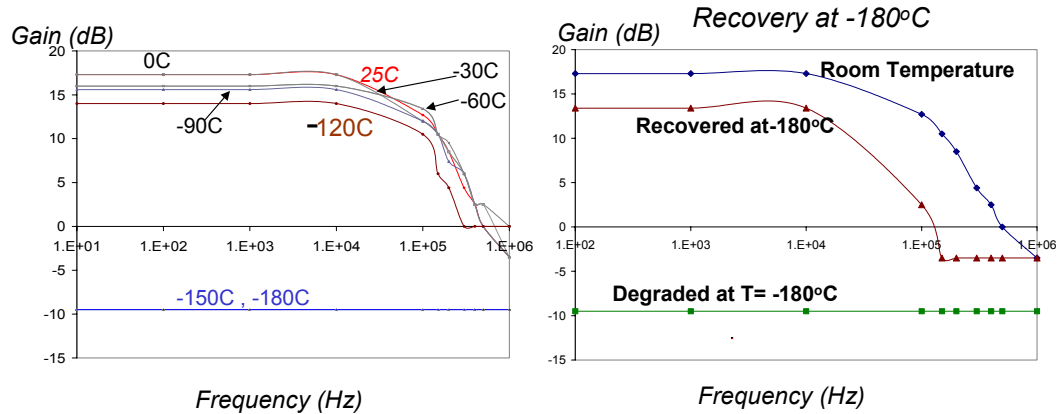 Gain (dB)
20
15
10
5
0
-5
-10
-15
1.E+01
1.E+02
1.E+03
1.E+04
1.E+05
1.E+06
0C
25C
-30C
-60C
-90C
-120C
-150C , -180C
Frequency (Hz)
Recovery at -180ºC
Gain (dB)
20
15
10
5
0
-5
-10
-15
1.E+02
1.E+03
1.E+04
1.E+05
1.E+06
Room Temperature
Recovered at-180ºC
Degraded at T= -180ºC
Frequency (Hz)